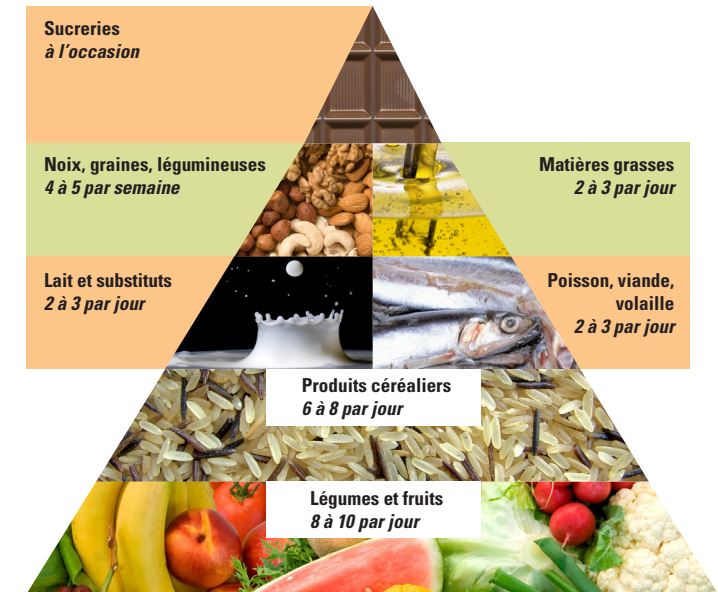 Sucreries
à l'occasion
Noix, graines, légumineuses
4 à 5 par semaine
Matières grasses
2 à 3 par jour
Lait et substituts
2 à 3 par jour
Poisson, viande,
volaille
2 à 3 par jour
Produits céréaliers
6 à 8 par jour
Légumes et fruits
8 à 10 par jour